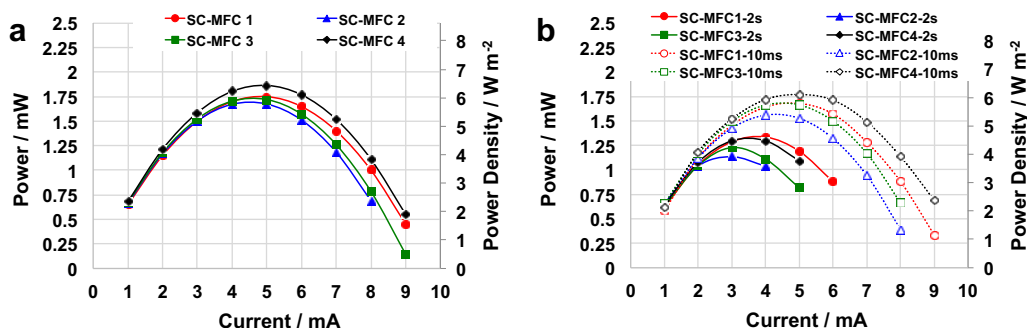 a
SC-MFC 1
SC-MFC 2
SC-MFC 3
SC-MFC 4
Power / mW
2.5
2.25
2
1.75
1.5
1.25
1
0.75
0.5
0.25
0
8
7
6
5
4
3
2
1
0
Power Density / W m-2
0 1 2 3 4 5 6 7 8 9 10
Current / mA
b
SC-MFC1-2s
SC-MFC2-2s
SC-MFC3-2s
SC-MFC4-2s
SC-MFC1-10ms
SC-MFC2-10ms
SC-MFC3-10ms
SC-MFC4-10ms
Power / mW
2.5
2.25
2
1.75
1.5
1.25
1
0.75
0.5
0.25
0
8
7
6
5
4
3
2
1
0
Power Density / W m-2
0 1 2 3 4 5 6 7 8 9 10
Current / mA